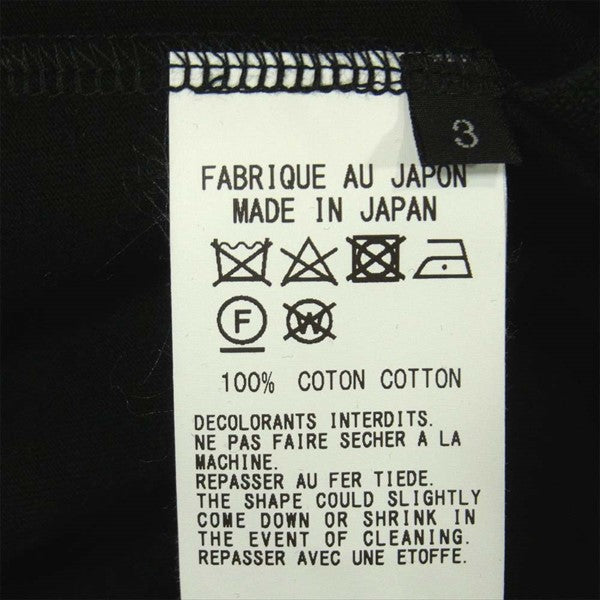 3
FABRIQUE AU JAPON
MADE IN JAPAN
F W
100% COTON COTTON
DECOLORANTS INTERDITS.
NE PAS FAIRE SECHER A LA
MACHINE.
REPASSER AU FER TIEDE.
THE SHAPE COULD SLIGHTLY
COME DOWN OR SHRINK IN
THE EVENT OF CLEANING.
REPASSER AVEC UNE ETOFFE.